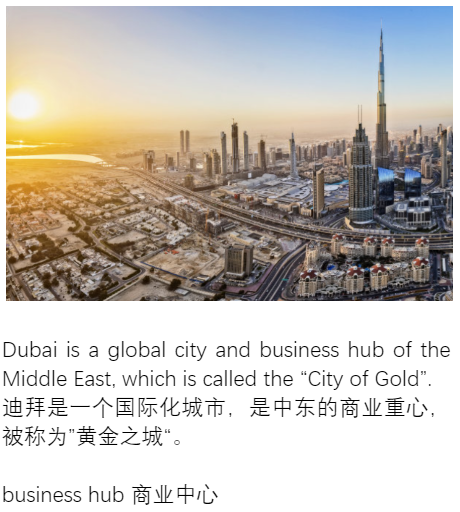 Dubai is a global city and business hub of the
Middle East, which is called the “City of Gold”.
迪拜是一个国际化城市，是中东的商业重心，
被称为”黄金之城“。
business hub 商业中心